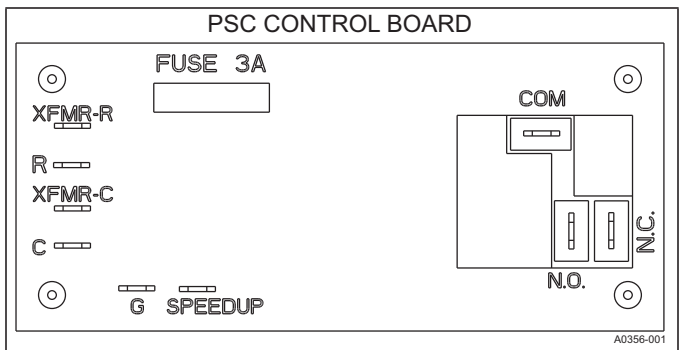 PSC CONTROL BOARD
FUSE 3A
XFMR-R
R
XFMR-C
C
G SPEEDUP
COM
N.O.
N.C.
A0356-001